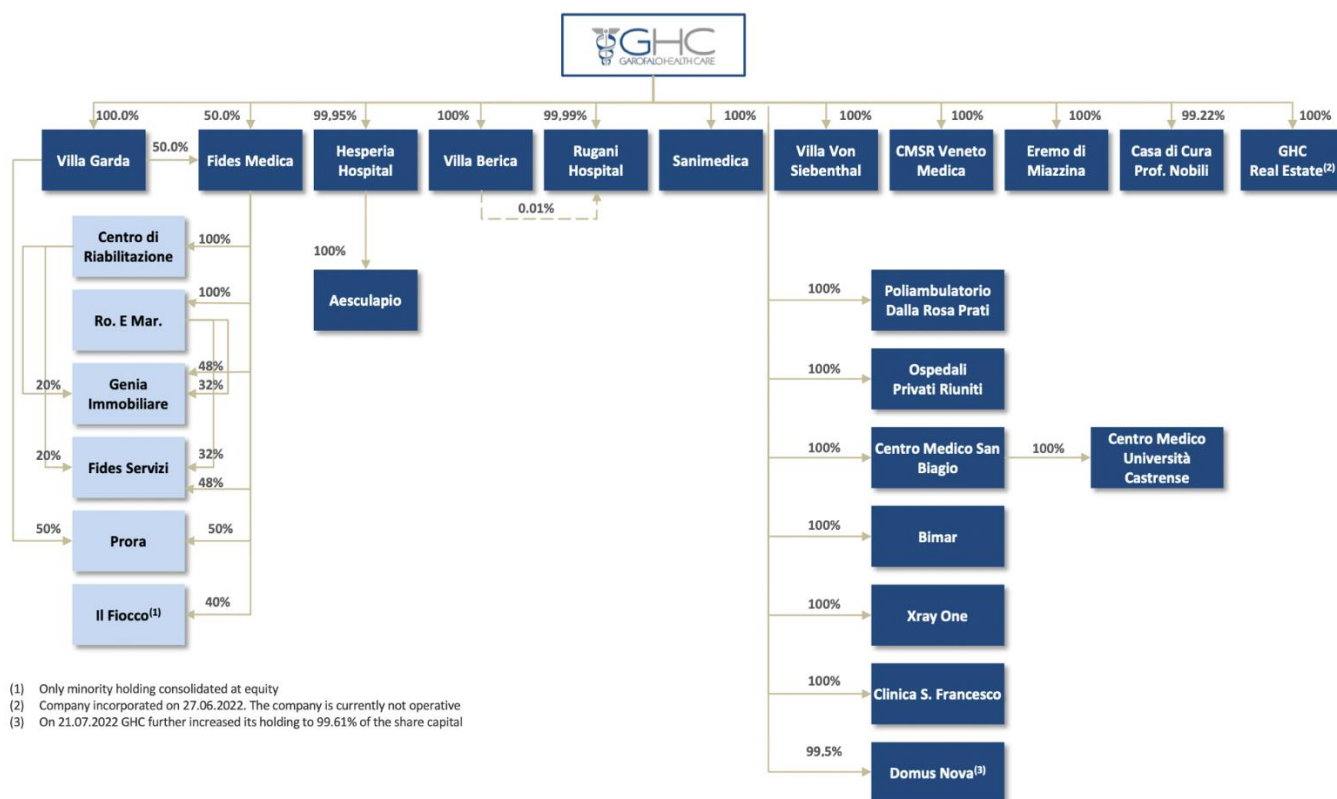 GHC
GAROFALO HEALTH CARE
100.0%
50.0%
99,95%
100%
99,99%
100%
100%
100%
100%
99.22%
100%
Villa Garda
50.0%
Fides Medica
Hesperia
Hospital
Villa Berica
Rugani
Hospital
Sanimedica
Villa Von
Siebenthal
CMSR Veneto
Medica
Eremo di
Miazzina
Casa di Cura
Prof. Nobili
GHC
Real Estate(2)
0.01%
Centro di
Riabilitazione
100%
100%
Aesculapio
100%
Poliambulatorio
Dalla Rosa Prati
100%
Ro. E Mar.
48%
20%
Genia
Immobiliare
32%
100%
Ospedali
Privati Riuniti
20%
Fides Servizi
32%
48%
100%
Centro Medico San
Biagio
100%
Centro Medico
Università
Castrense
50%
Prora
50%
100%
Bimar
Il Fiocco(1)
40%
100%
Xray One
100%
Clinica S. Francesco
99,5%
Domus Nova(3)
(1) Only minority holding consolidated at equity
(2) Company incorporated on 27.06.2022. The company is currently not operative
(3) On 21.07.2022 GHC further increased its holding to 99.61% of the share capital